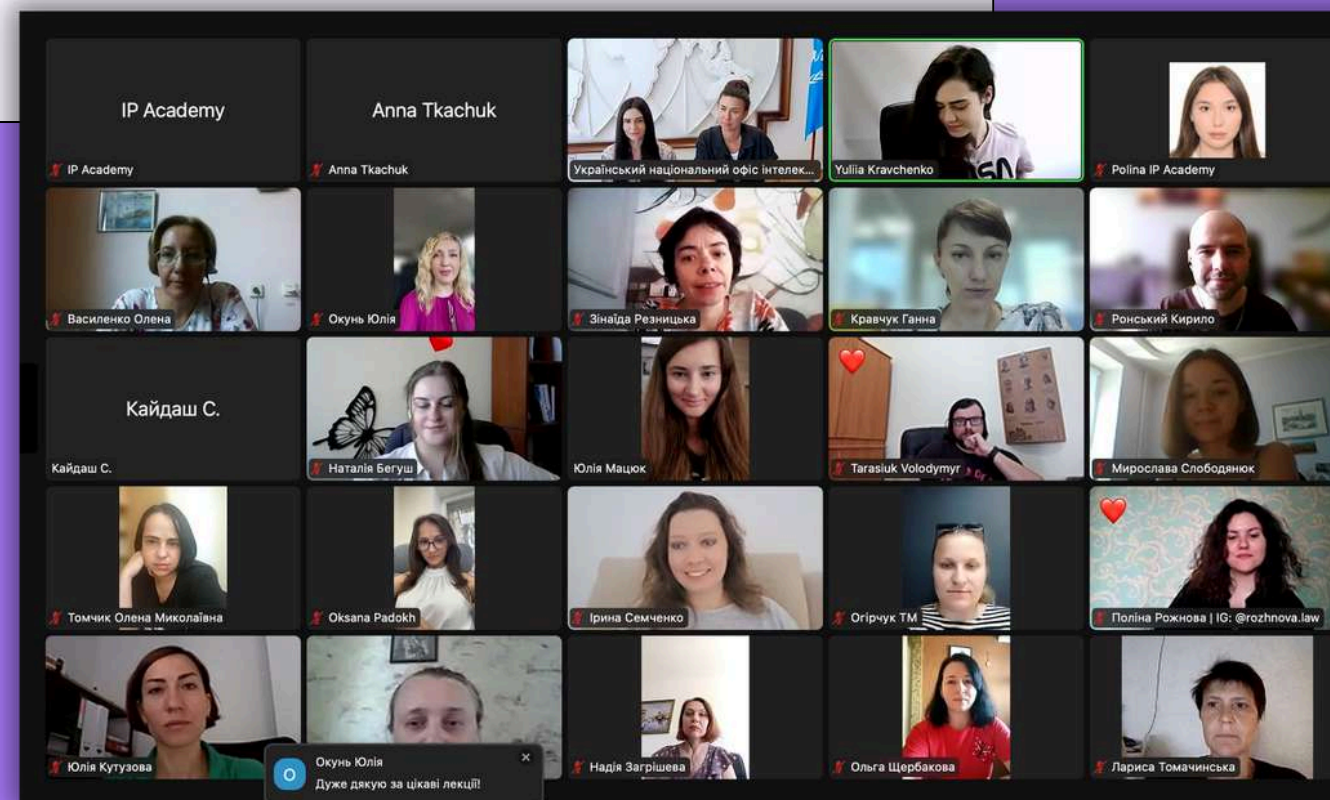 IP Academy
IP Academy
Anna Tkachuk
Anna Tkachuk
Український національний офіс інтелек...
Yuliia Kravchenko
Polina IP Academy
Василенко Олена
Окунь Юлія
Зінаїда Резницька
Кравчук Ганна
Ронський Кирило
Кайдаш С.
Кайдаш С.
Наталія Бегуш
Юлія Мацюк
Tarasiuk Volodymyr
Мирослава Слободянюк
Томчик Олена Миколаївна
Oksana Padokh
Ірина Семченко
Огірчук ТМ
Поліна Рожнова | IG: @rozhnova.law
Юлія Кутузова
О
Окунь Юлія
Дуже дякую за цікаві лекції!
Надія Загрішева
Ольга Щербакова
Лариса Томачинська